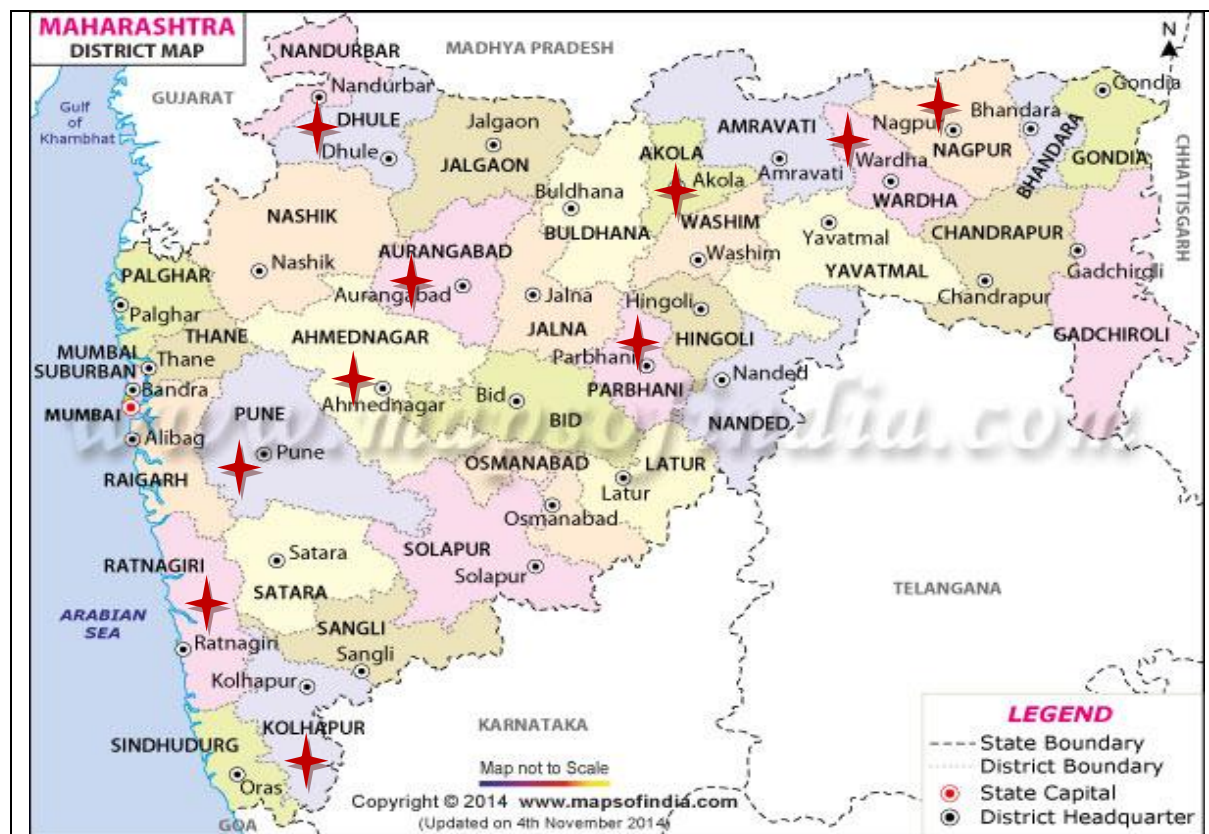 MAHARASHTRA
DISTRICT MAP
N
NANDURBAR
MADHYA PRADESH
Nandurbar
GUJARAT
Gulf
of
Khambhat
DHULE
Dhule
Jalgaon
JALGAON
AMRAVATI
Amravati
Nagpur
NAGPUR
Bhandara
BHANDARA
Gondia
GONDIA
CHHATTISGARH
AKOLA
Akola
Wardha
WARDHA
Buldhana
BULDHANA
WASHIM
Washim
Yavatmal
YAVATMAL
CHANDRAPUR
Chandrapur
Gadchirgli
GADCHIROLI
NASHIK
Nashik
AURANGABAD
Aurangabad
Jalna
JALNA
Hingoli
HINGOLI
PALGHAR
Palghar
THANE
Thane
AHMEDNAGAR
Ahmednagar
MUMBAI
SUBURBAN
Bandra
MUMBAI
Parbhani
PARBHANI
Nanded
NANDED
Bid
BID
PUNE
Pune
Alibag
RAIGARH
www.mapsofindia.com
OSMANABAD
Osmanabad
LATUR
Latur
SOLAPUR
Solapur
Satara
SATARA
RATNAGIRI
Ratnagiri
ARABIAN
SEA
SANGLI
Sangli
TELANGANA
Kolhapur
KOLHAPUR
SINDHUDURG
Oras
GOA
KARNATAKA
Map not to Scale
Copyright © 2014 www.mapsofindia.com
(Updated on 4th November 2014)
LEGEND
State Boundary
District Boundary
State Capital
District Headquarter